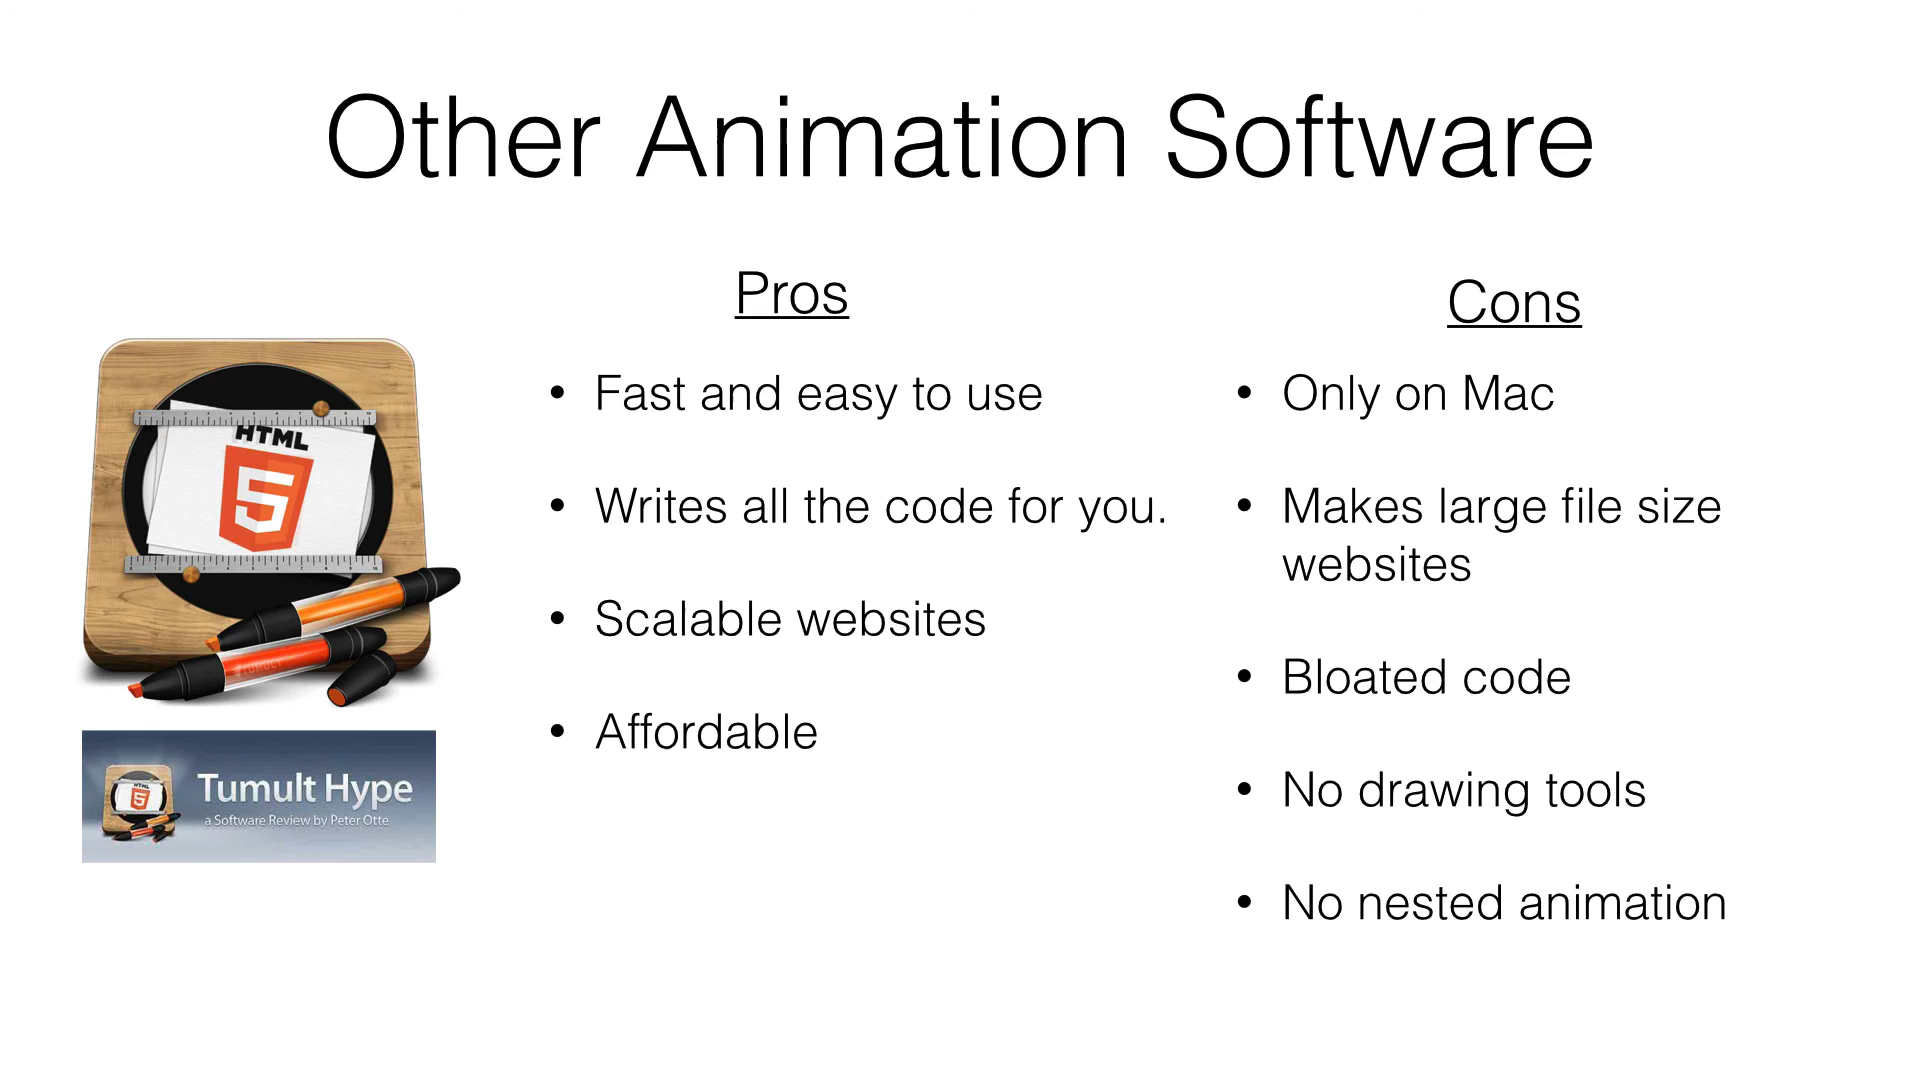 Other Animation Software
Pros
• Fast and easy to use
• Writes all the code for you.
• Scalable websites
• Affordable
Cons
• Only on Mac
• Makes large file size
websites
• Bloated code
• No drawing tools
• No nested animation
HTML
5
Tumult Hype
a Software Review by Peter Otte